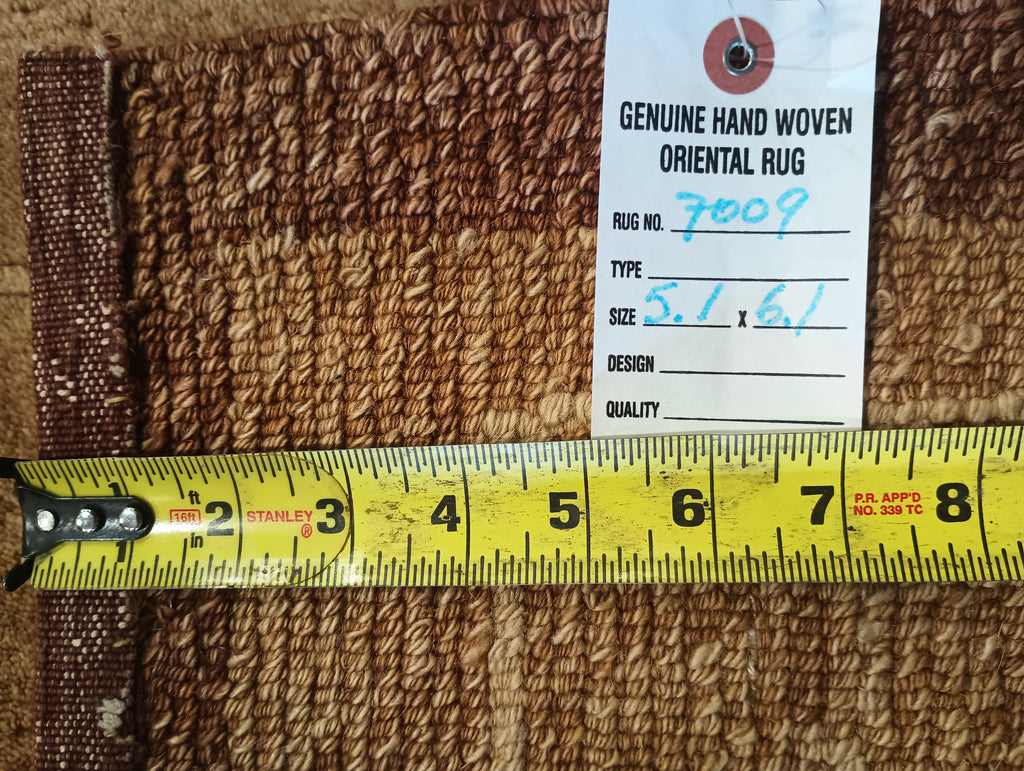 GENUINE HAND WOVEN
ORIENTAL RUG
RUG NO. 7009
TYPE
SIZE 5.1 x 6.1
DESIGN
QUALITY
1 ft 2 STANLEY® 3 4 5 6 7 P.R. APP'D 8
16ft NO. 339 TC
1 in